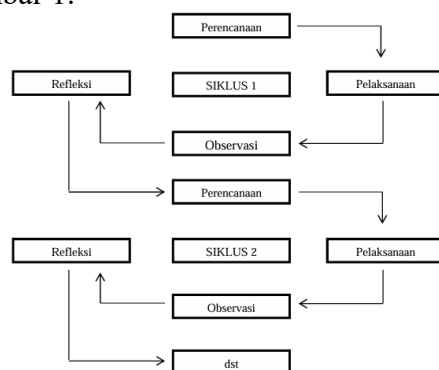 Perencanaan
Refleksi
SIKLUS 1
Pelaksanaan
Observasi
Perencanaan
Refleksi
SIKLUS 2
Pelaksanaan
Observasi
dst